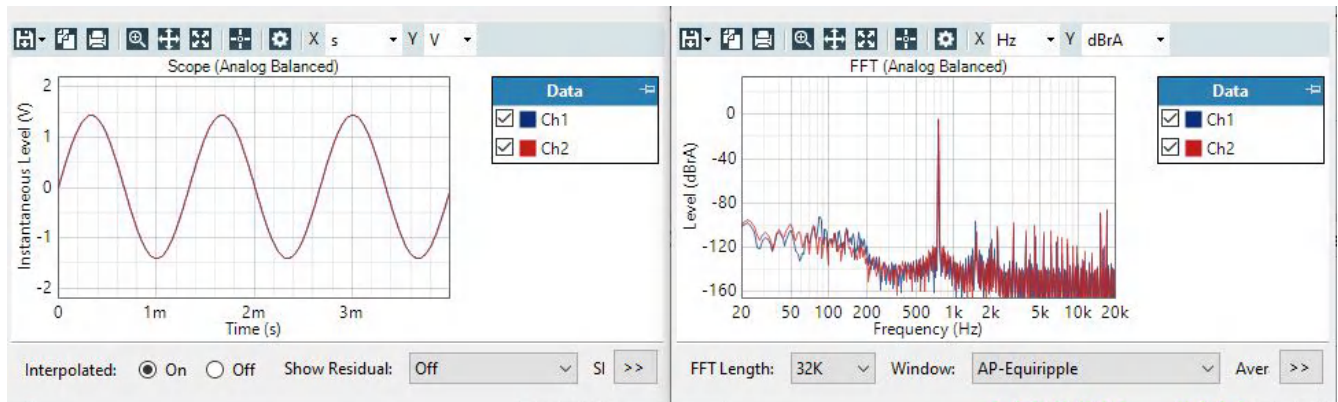 X s Y V
Scope (Analog Balanced)
Instantaneous Level (V)
2
1
0
-1
-2
0 1m 2m 3m
Time (s)
Data
Ch1
Ch2
Interpolated: On Off Show Residual: Off SI >>
X Hz Y dBrA
FFT (Analog Balanced)
Level (dBrA)
0
-40
-80
-120
-160
20 50 100 200 500 1k 2k 5k 10k 20k
Frequency (Hz)
Data
Ch1
Ch2
FFT Length: 32K Window: AP-Equiripple Aver >>